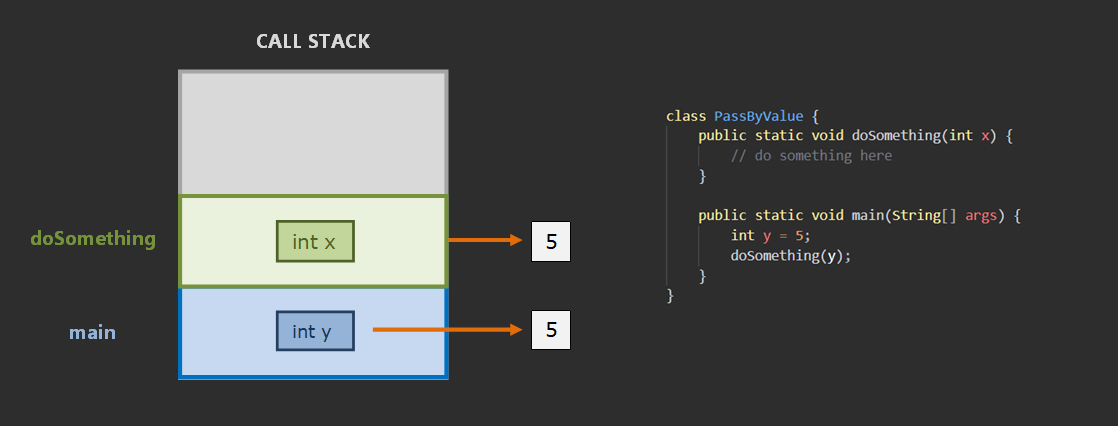 CALL STACK
doSomething
int x
5
main
int y
5
class PassByValue {
    public static void doSomething(int x) {
        // do something here
    }

    public static void main(String[] args) {
        int y = 5;
        doSomething(y);
    }
}